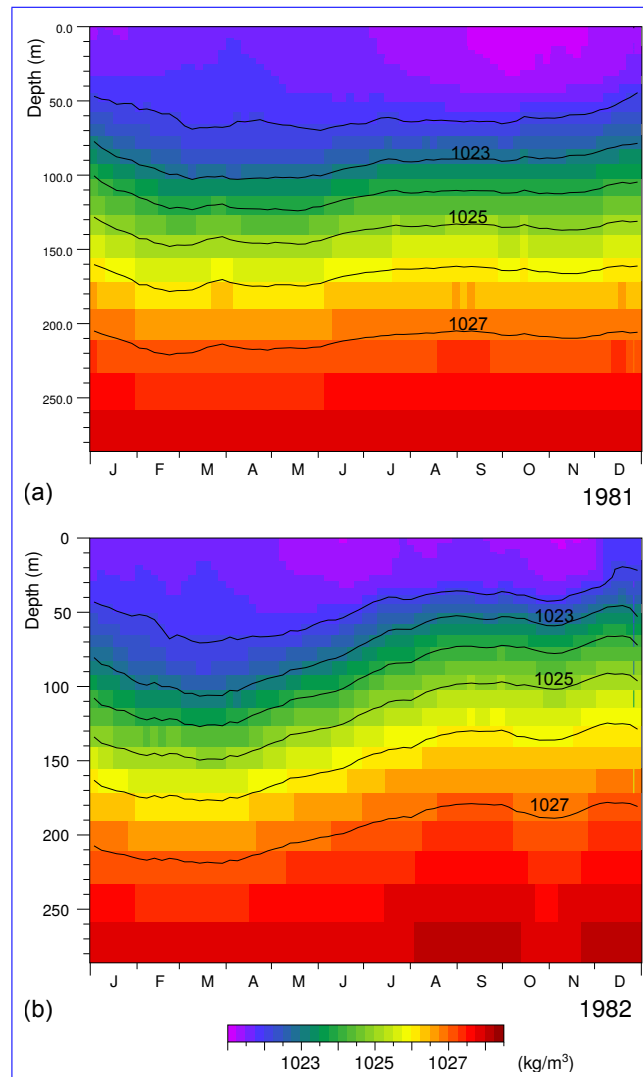 0.0
Depth (m)
50.0
100.0
150.0
200.0
250.0
1023
1025
1027
J F M A M J J A S O N D
(a)
1981
0
Depth (m)
50
100
150
200
250
1023
1025
1027
J F M A M J J A S O N D
(b)
1982
1023 1025 1027 (kg/m³)